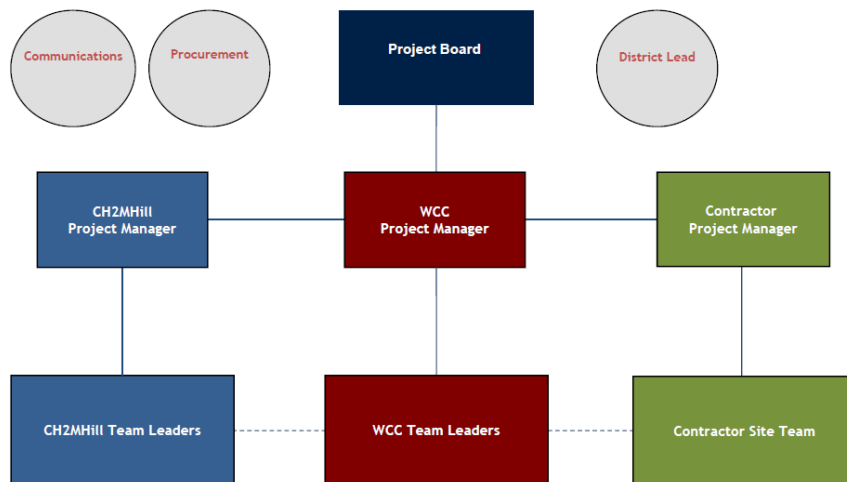 Communications
Procurement
Project Board
District Lead
CH2MHill
Project Manager
WCC
Project Manager
Contractor
Project Manager
CH2MHill Team Leaders
WCC Team Leaders
Contractor Site Team